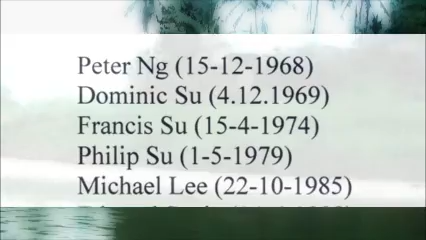 Peter Ng (15-12-1968)
Dominic Su (4.12.1969)
Francis Su (15-4-1974)
Philip Su (1-5-1979)
Michael Lee (22-10-1985)